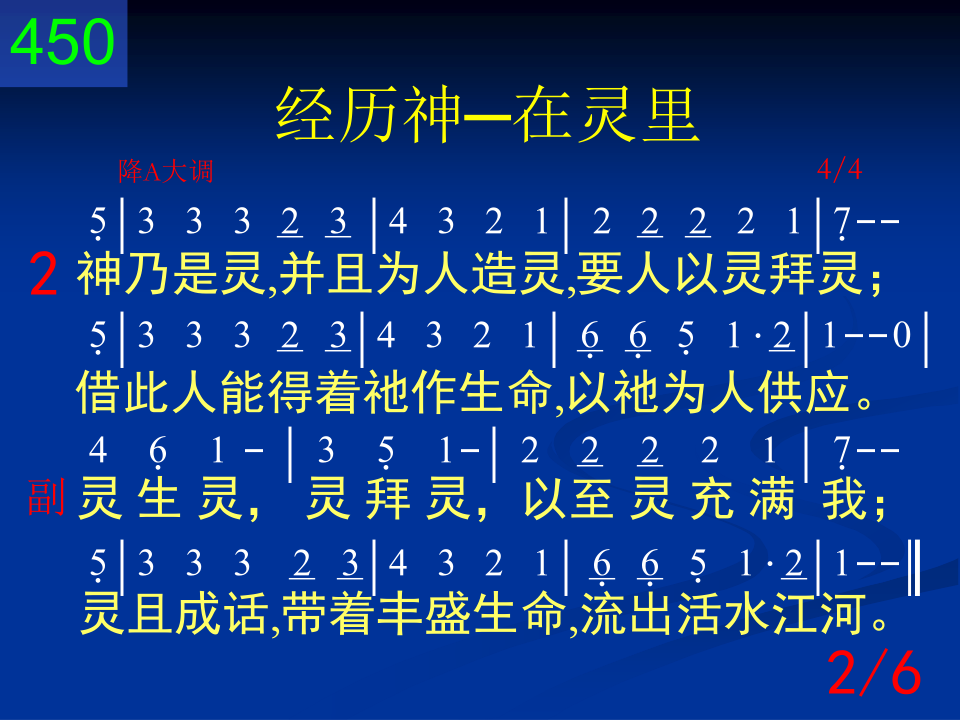 450
经历神—在灵里
降A大调 4/4
5̣|3 3 3 2̲ 3̲|4 3 2 1|2 2̲ 2̲ 2 1|7̣--
2 神乃是灵,并且为人造灵,要人以灵拜灵;
5̣|3 3 3 2̲ 3̲|4 3 2 1|6̲̣ 6̲̣ 5̣ 1·2̲|1--0|
借此人能得着祂作生命,以祂为人供应。
4 6̣ 1 -|3 5̣ 1-|2 2̲ 2̲ 2 1|7̣--
副 灵生灵, 灵拜灵, 以至灵充满我;
5̣|3 3 3 2̲ 3̲|4 3 2 1|6̲̣ 6̲̣ 5̣ 1·2̲|1--‖
灵且成话,带着丰盛生命,流出活水江河。
2/6